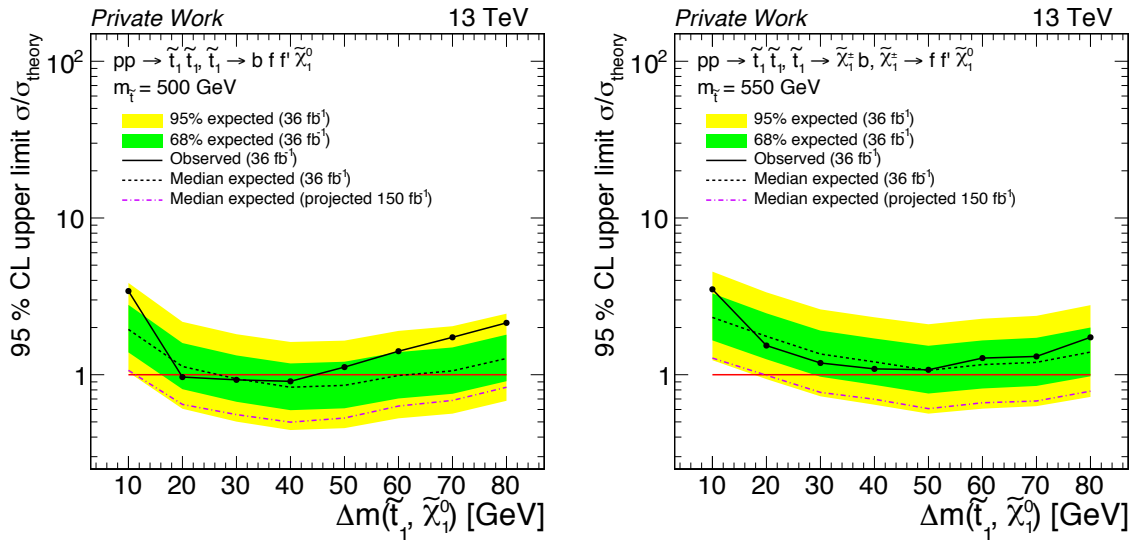 Private Work 13 TeV
pp → t̃₁ t̃₁, t̃₁ → b f f' χ̃₁⁰
m_t̃ = 500 GeV
95% expected (36 fb⁻¹)
68% expected (36 fb⁻¹)
Observed (36 fb⁻¹)
Median expected (36 fb⁻¹)
Median expected (projected 150 fb⁻¹)
95 % CL upper limit σ/σ_theory
10²
10
1
10 20 30 40 50 60 70 80
Δm(t̃₁, χ̃₁⁰) [GeV]
Private Work 13 TeV
pp → t̃₁ t̃₁, t̃₁ → χ̃₁± b, χ̃₁± → f f' χ̃₁⁰
m_t̃ = 550 GeV
95% expected (36 fb⁻¹)
68% expected (36 fb⁻¹)
Observed (36 fb⁻¹)
Median expected (36 fb⁻¹)
Median expected (projected 150 fb⁻¹)
95 % CL upper limit σ/σ_theory
10²
10
1
10 20 30 40 50 60 70 80
Δm(t̃₁, χ̃₁⁰) [GeV]